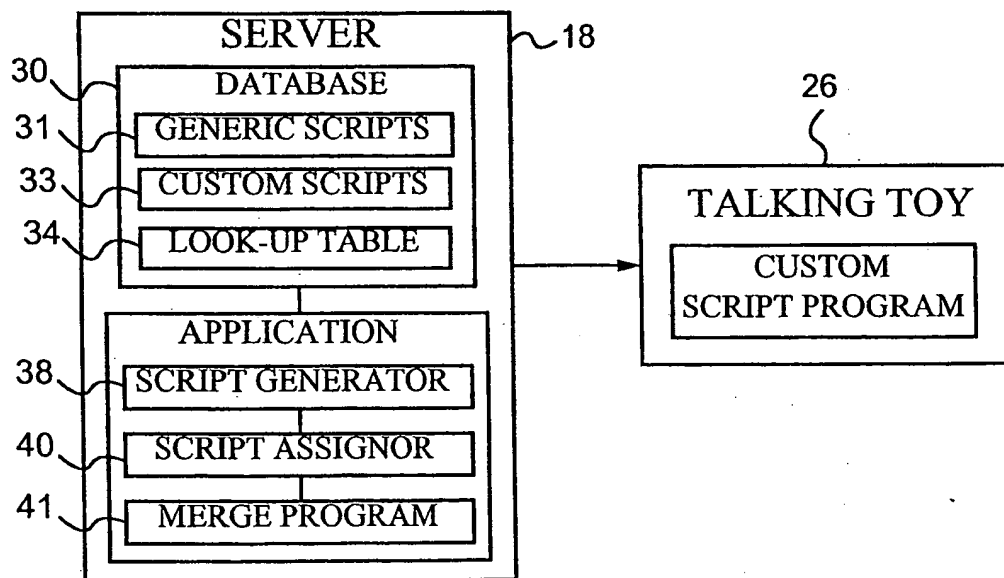 SERVER
18
30
DATABASE
31
GENERIC SCRIPTS
33
CUSTOM SCRIPTS
34
LOOK-UP TABLE
APPLICATION
38
SCRIPT GENERATOR
40
SCRIPT ASSIGNOR
41
MERGE PROGRAM
26
TALKING TOY
CUSTOM
SCRIPT PROGRAM